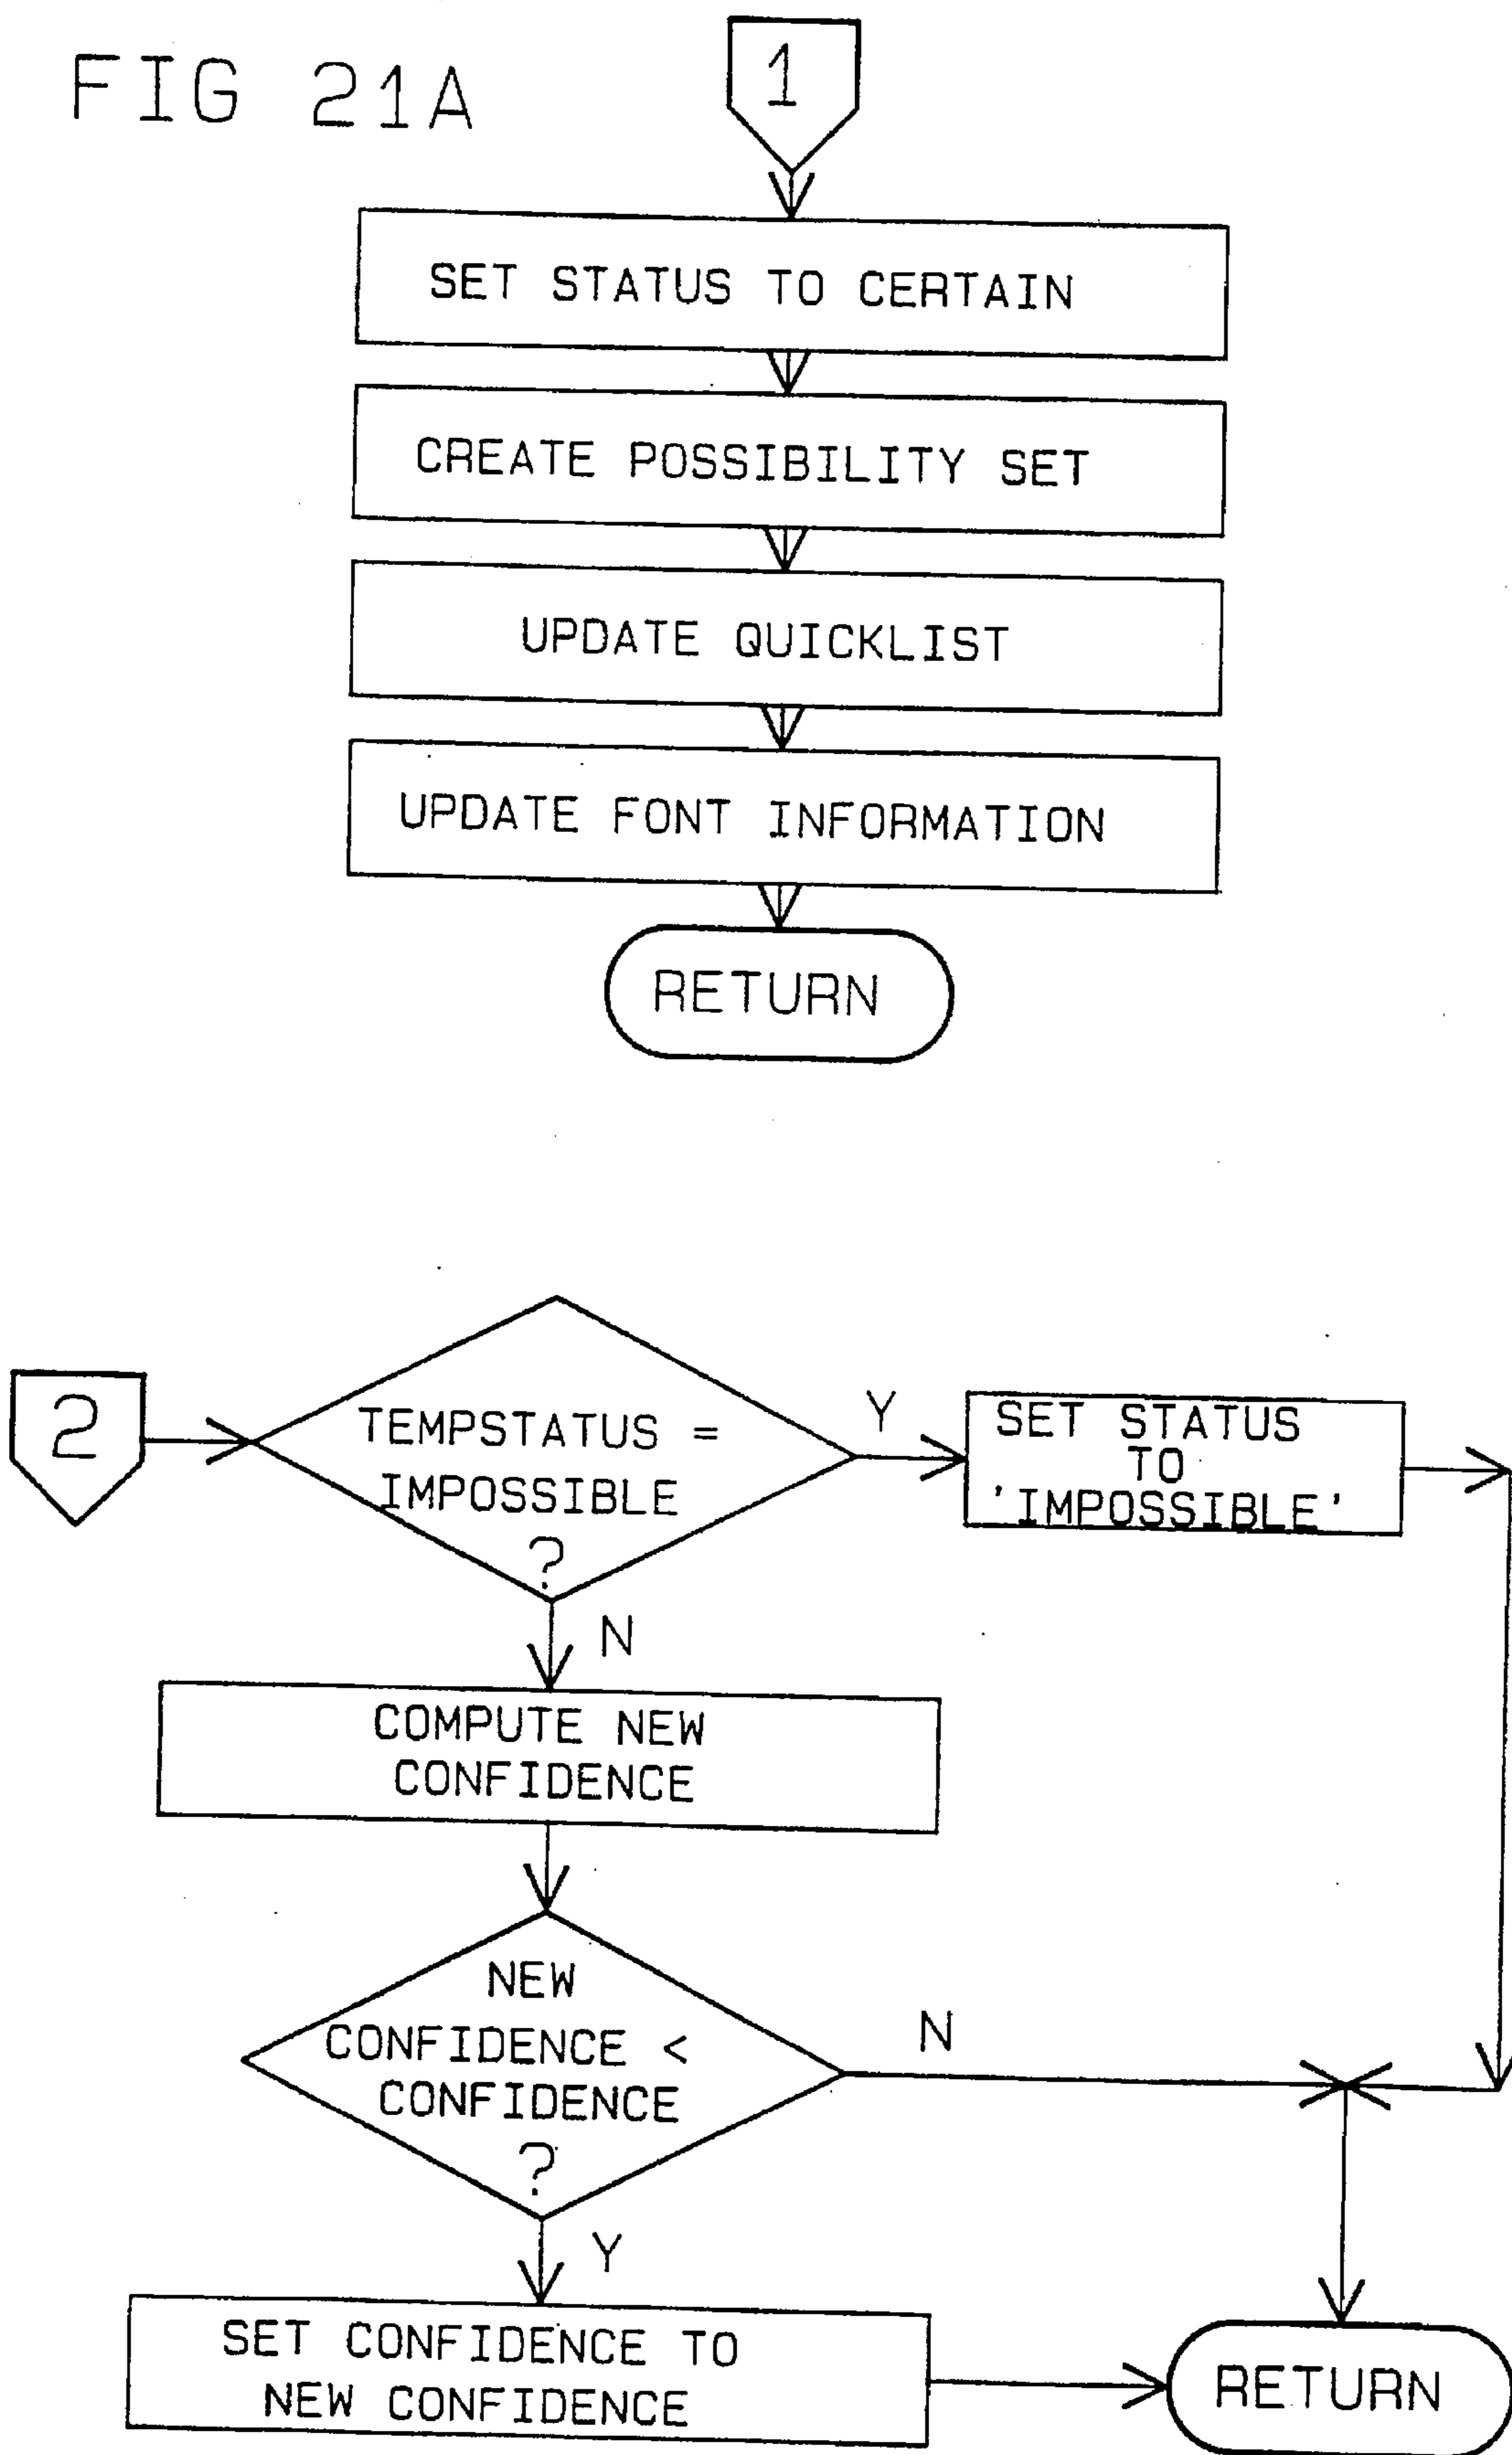 FIG 21A
1
SET STATUS TO CERTAIN
CREATE POSSIBILITY SET
UPDATE QUICKLIST
UPDATE FONT INFORMATION
RETURN
2
TEMPSTATUS =
IMPOSSIBLE
?
Y
SET STATUS
TO
'IMPOSSIBLE'
N
COMPUTE NEW
CONFIDENCE
NEW
CONFIDENCE <
CONFIDENCE
?
N
Y
SET CONFIDENCE TO
NEW CONFIDENCE
RETURN